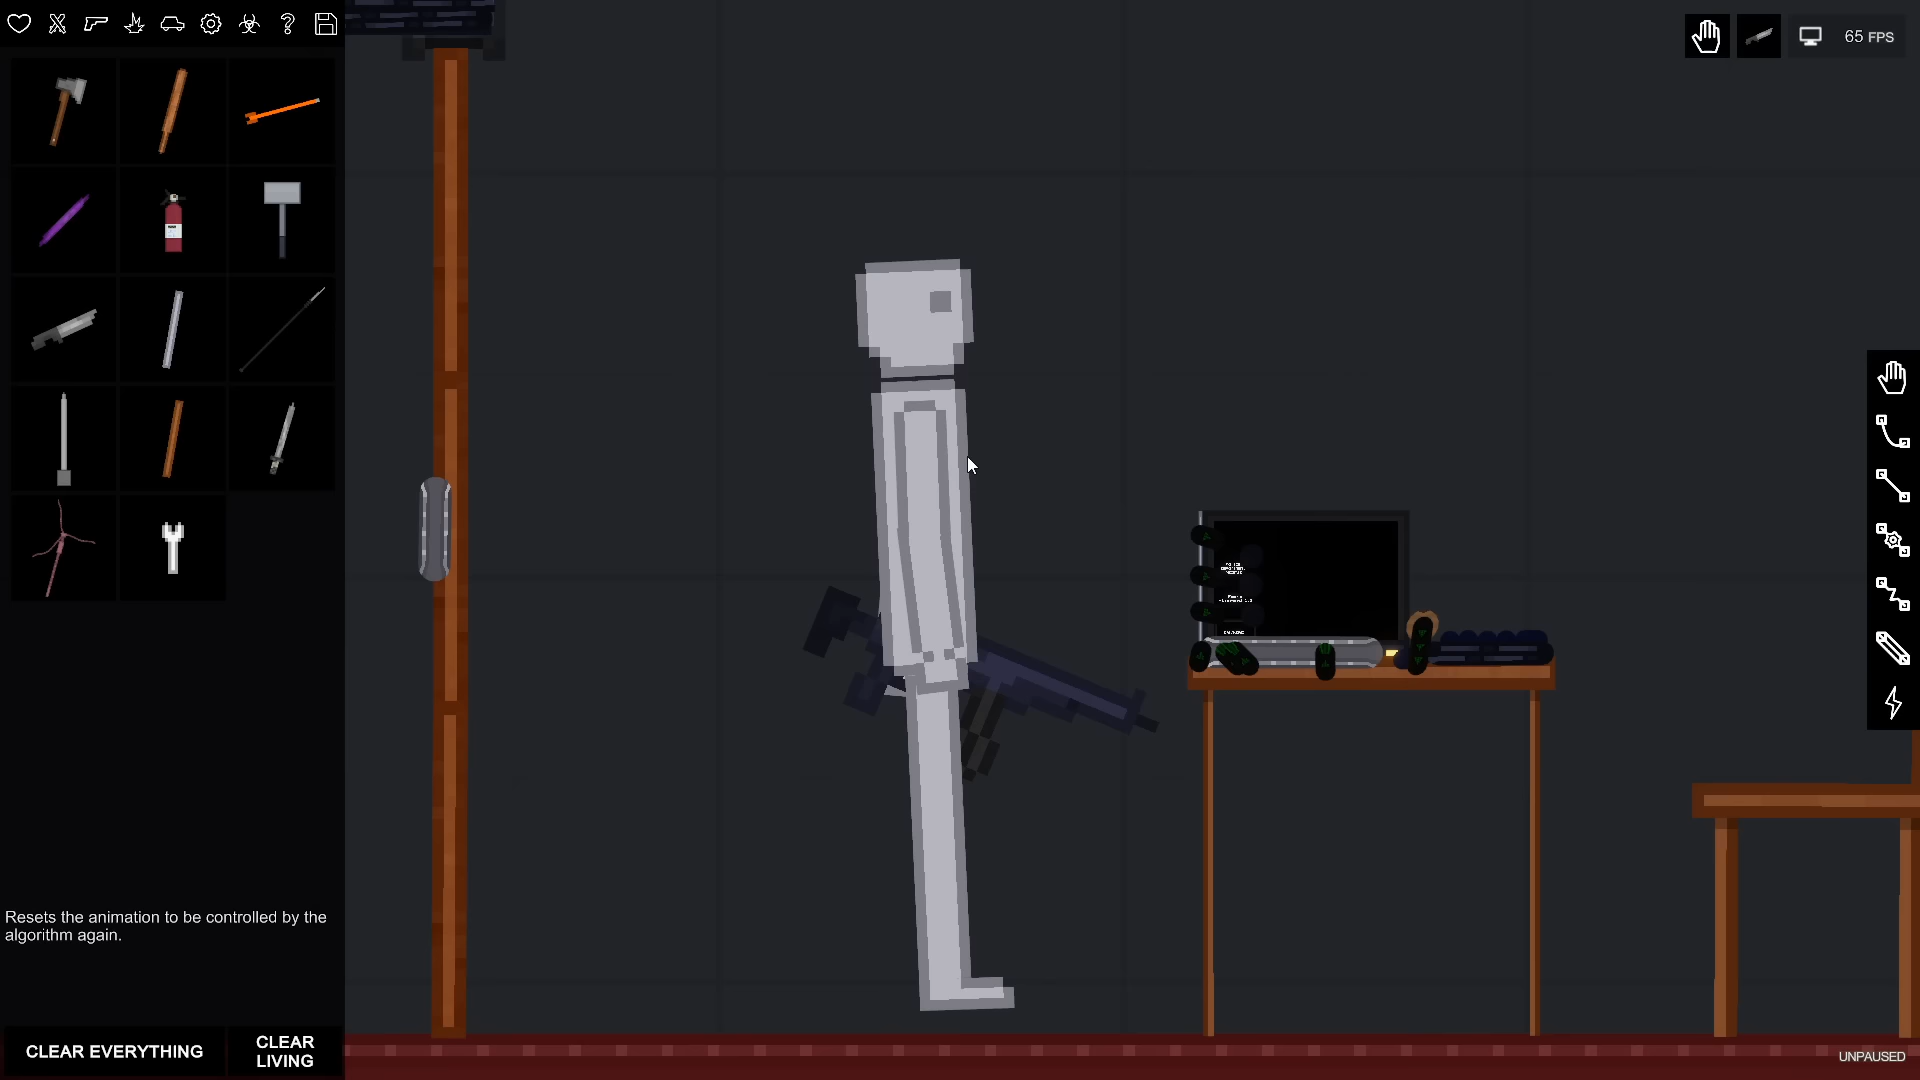 65 FPS
Resets the animation to be controlled by the
algorithm again.
CLEAR EVERYTHING
CLEAR
LIVING
UNPAUSED